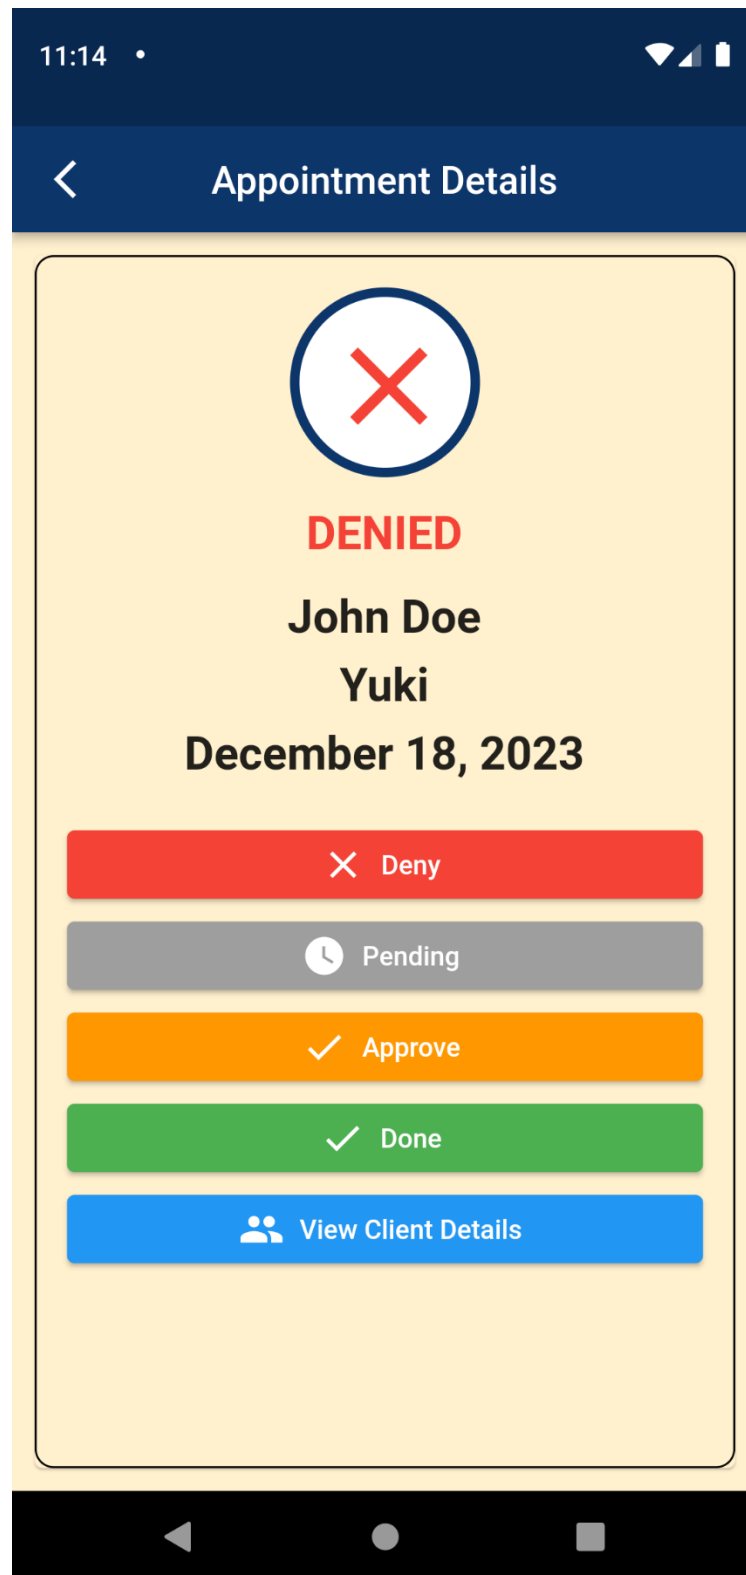 11:14
Appointment Details
DENIED
John Doe
Yuki
December 18, 2023
Deny
Pending
Approve
Done
View Client Details